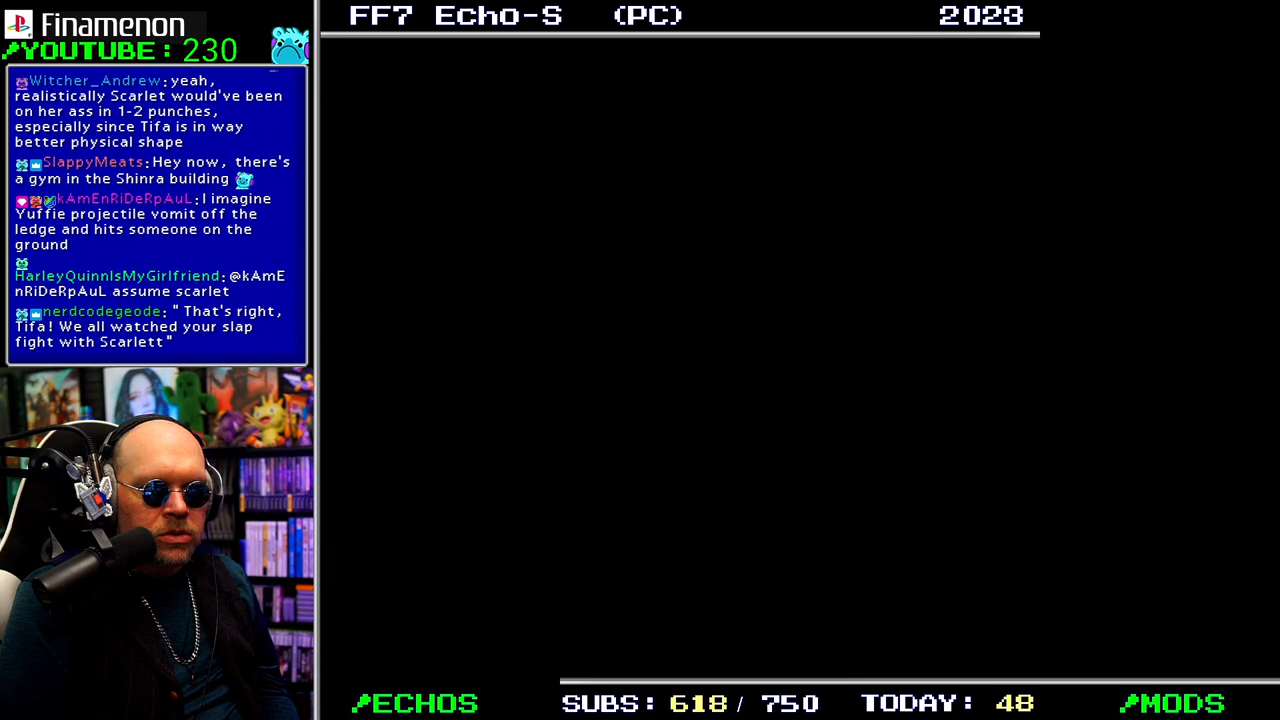 FF7 Echo-S (PC) 2023
Finamenon
/YOUTUBE: 230
Witcher_Andrew: yeah,
realistically Scarlet would've been
on her ass in 1-2 punches,
especially since Tifa is in way
better physical shape
SlappyMeats: Hey now, there's
a gym in the Shinra building
kAmEnRiDeRpAuL: I imagine
Yuffie projectile vomit off the
ledge and hits someone on the
ground
HarleyQuinnIsMyGirlfriend: @kAmE
nRiDeRpAuL assume scarlet
nerdcodegeode: "That's right,
Tifa! We all watched your slap
fight with Scarlett"
/ECHOS SUBS: 618/ 750 TODAY: 48 /MODS